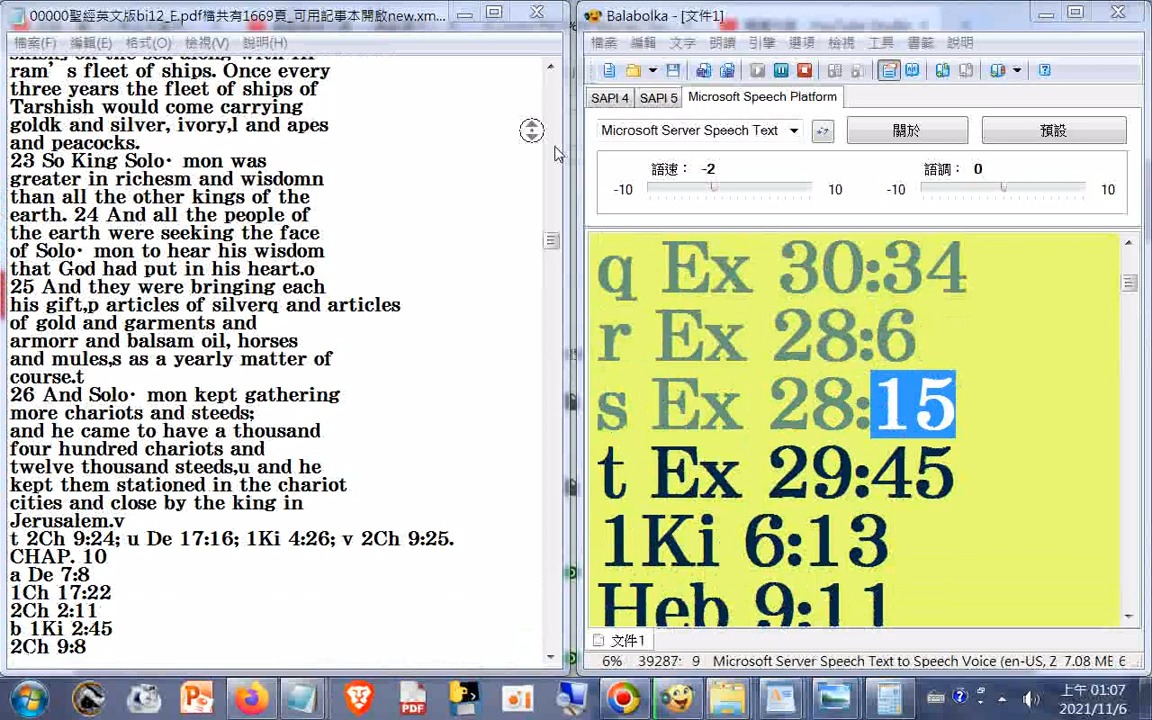 00000聖經英文版bi12_E.pdf檔共有1669頁_可用記事本開啟new.xm...
檔案(F) 編輯(E) 格式(O) 檢視(V) 說明(H)
ram's fleet of ships. Once every
three years the fleet of ships of
Tarshish would come carrying
goldk and silver, ivory,l and apes
and peacocks.
23 So King Solo· mon was
greater in richesm and wisdomn
than all the other kings of the
earth. 24 And all the people of
the earth were seeking the face
of Solo· mon to hear his wisdom
that God had put in his heart.o
25 And they were bringing each
his gift,p articles of silverq and articles
of gold and garments and
armorr and balsam oil, horses
and mules,s as a yearly matter of
course.t
26 And Solo· mon kept gathering
more chariots and steeds;
and he came to have a thousand
four hundred chariots and
twelve thousand steeds,u and he
kept them stationed in the chariot
cities and close by the king in
Jerusalem.v
t 2Ch 9:24; u De 17:16; 1Ki 4:26; v 2Ch 9:25.
CHAP. 10
a De 7:8
1Ch 17:22
2Ch 2:11
b 1Ki 2:45
2Ch 9:8
Balabolka - [文件1]
檔案 編輯 文字 朗讀 引擎 選項 檢視 工具 書籤 說明
SAPI 4 SAPI 5 Microsoft Speech Platform
Microsoft Server Speech Text 關於 預設
語速: -2 語調: 0
-10 10 -10 10
q Ex 30:34
r Ex 28:6
s Ex 28:15
t Ex 29:45
1Ki 6:13
Heb 9:11
文件1
6% 39287: 9 Microsoft Server Speech Text to Speech Voice (en-US, 2 7.08 MB 6
上午 01:07
2021/11/6